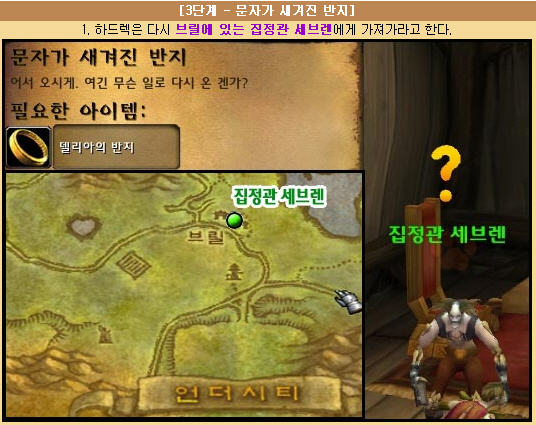 [3단계 - 문자가 새겨진 반지]
1. 하드렉은 다시 브릴에 있는 집정관 세브렌에게 가져가라고 한다.
문자가 새겨진 반지
어서 오시게. 여긴 무슨 일로 다시 온 겐가?
필요한 아이템:
델리아의 반지
집정관 세브렌
브릴
언더시티
?
집정관 세브렌